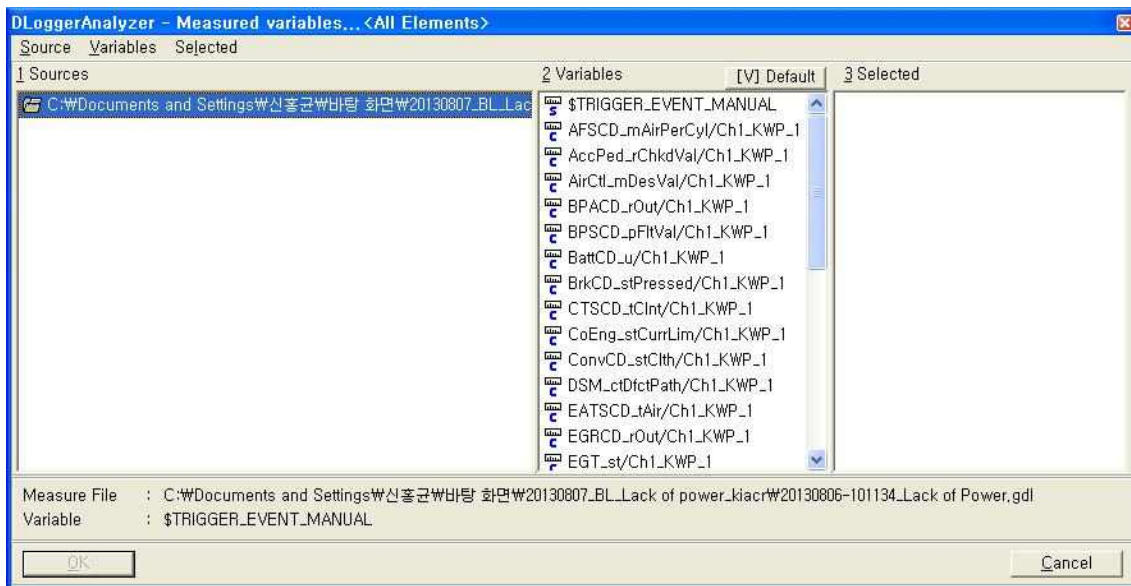 DLoggerAnalyzer - Measured variables...<All Elements>
Source Variables Selected
1 Sources
2 Variables
[V] Default
3 Selected
C:₩Documents and Settings₩신홍균₩바탕 화면₩20130807_BL_Lac
$TRIGGER_EVENT_MANUAL
AFSCD_mAirPerCyl/Ch1_KWP_1
AccPed_rChkdVal/Ch1_KWP_1
AirCtl_mDesVal/Ch1_KWP_1
BPACD_rOut/Ch1_KWP_1
BPSCD_pFltVal/Ch1_KWP_1
BattCD_u/Ch1_KWP_1
BrkCD_stPressed/Ch1_KWP_1
CTSCD_tClnt/Ch1_KWP_1
CoEng_stCurrLim/Ch1_KWP_1
ConvCD_stClth/Ch1_KWP_1
DSM_ctDfctPath/Ch1_KWP_1
EATSCD_tAir/Ch1_KWP_1
EGRCD_rOut/Ch1_KWP_1
EGT_st/Ch1_KWP_1
Measure File : C:₩Documents and Settings₩신홍균₩바탕 화면₩20130807_BL_Lack of power_kiacr₩20130806-101134_Lack of Power.gdl
Variable : $TRIGGER_EVENT_MANUAL
OK
Cancel